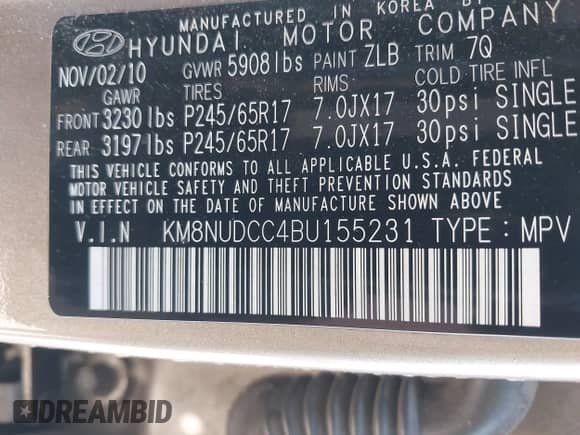 MANUFACTURED IN KOREA BY
HYUNDAI MOTOR COMPANY
NOV/02/10 GVWR 5908lbs PAINT ZLB TRIM 7Q
GAWR TIRES RIMS COLD TIRE INFL
FRONT 3230lbs P245/65R17 7.0JX17 30psi SINGLE
REAR: 3197lbs P245/65R17 7.0JX17 30psi SINGLE
THIS VEHICLE CONFORMS TO ALL APPLICABLE U.S.A. FEDERAL
MOTOR VEHICLE SAFETY AND THEFT PREVENTION STANDARDS
IN EFFECT ON THE DATE OF MANUFACTURE SHOWN ABOVE
V.I.N KM8NUDCC4BU155231 TYPE : MPV
DREAMBID